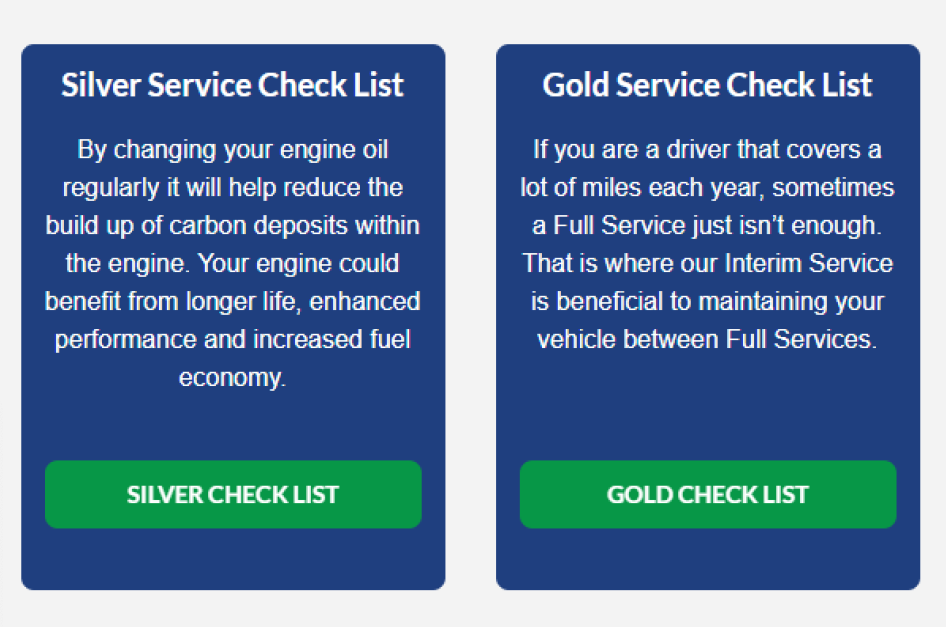 Silver Service Check List
By changing your engine oil
regularly it will help reduce the
build up of carbon deposits within
the engine. Your engine could
benefit from longer life, enhanced
performance and increased fuel
economy.
SILVER CHECK LIST
Gold Service Check List
If you are a driver that covers a
lot of miles each year, sometimes
a Full Service just isn’t enough.
That is where our Interim Service
is beneficial to maintaining your
vehicle between Full Services.
GOLD CHECK LIST